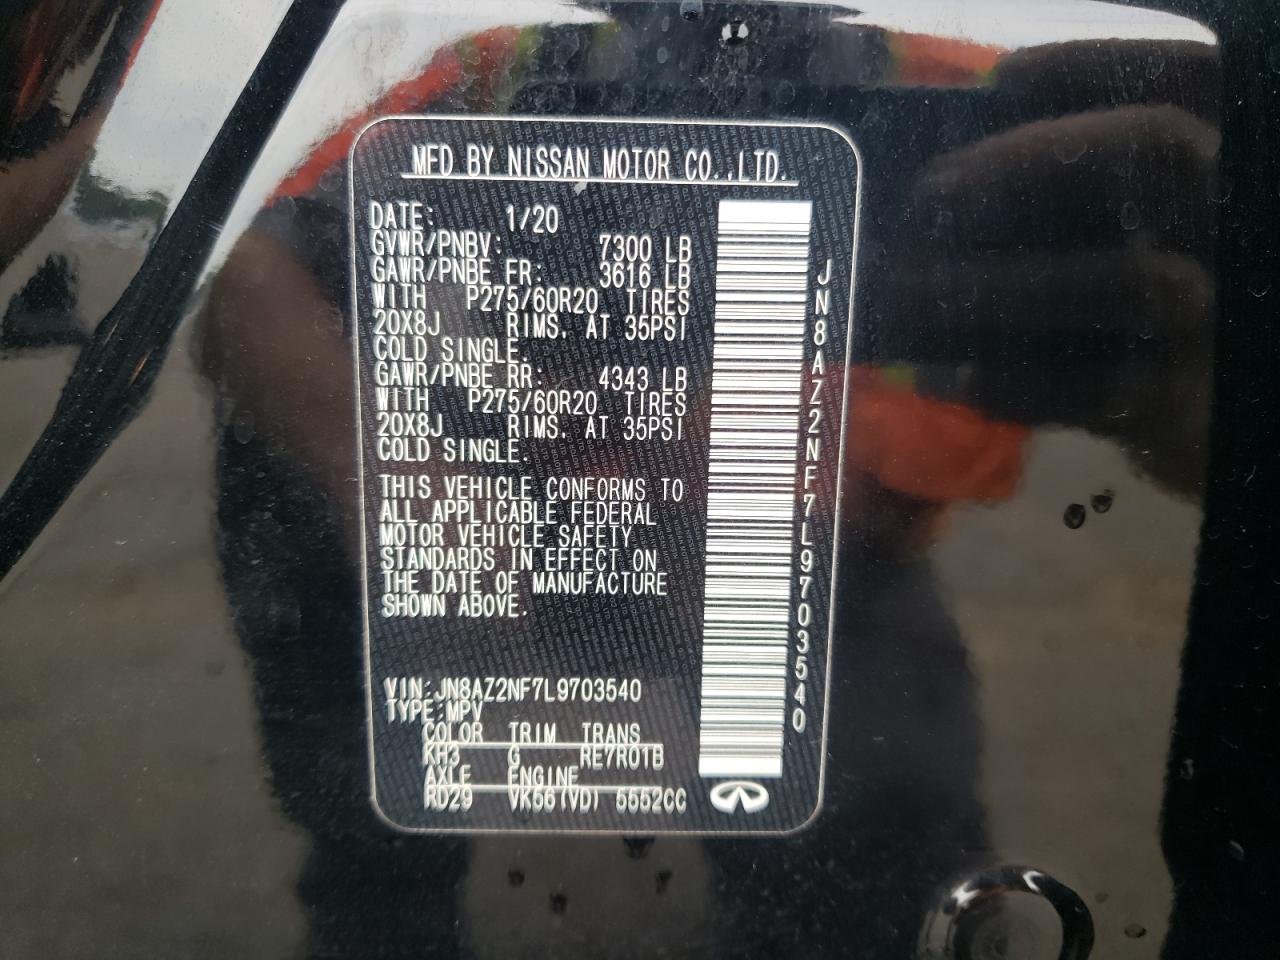 MFD BY NISSAN MOTOR CO.,LTD.
DATE: 1/20
GVWR/PNBV: 7300 LB
GAWR/PNBE FR: 3616 LB
WITH P275/60R20 TIRES
20X8J RIMS, AT 35PSI
COLD SINGLE.
GAWR/PNBE RR: 4343 LB
WITH P275/60R20 TIRES
20X8J RIMS, AT 35PSI
COLD SINGLE.
THIS VEHICLE CONFORMS TO
ALL APPLICABLE FEDERAL
MOTOR VEHICLE SAFETY
STANDARDS IN EFFECT ON
THE DATE OF MANUFACTURE
SHOWN ABOVE.
VIN:JN8AZ2NF7L9703540
TYPE:MPV
COLOR TRIM TRANS
KH3 G RE7R01B
AXLE ENGINE
RD29 VK56(VD) 5552CC
JN8AZ2NF7L9703540